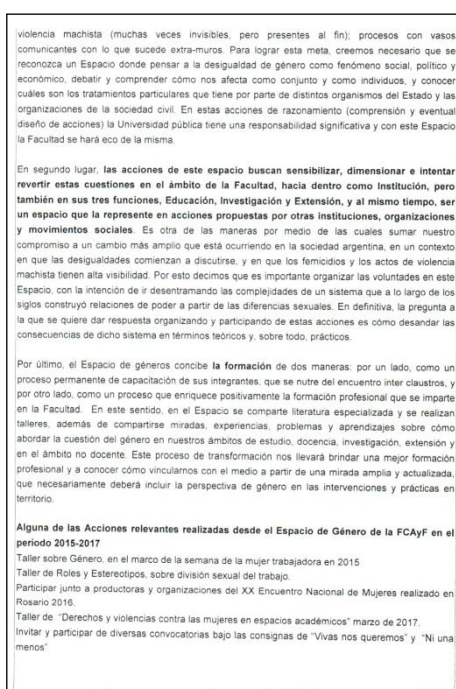 violencia machista (muchas veces invisibles, pero presentes al fin); procesos con vasos
comunicantes con lo que sucede extra-muros. Para lograr esta meta, creemos necesario que se
reconozca un Espacio donde pensar a la desigualdad de género como fenómeno social, político y
económico, debatir y comprender cómo nos afecta como conjunto y como individuos, y conocer
cuáles son los tratamientos particulares que tiene por parte de distintos organismos del Estado y las
organizaciones de la sociedad civil. En estas acciones de razonamiento (comprensión y eventual
diseño de acciones) la Universidad pública tiene una responsabilidad significativa y con este Espacio
la Facultad se hará eco de la misma.
En segundo lugar, las acciones de este espacio buscan sensibilizar, dimensionar e intentar
revertir estas cuestiones en el ámbito de la Facultad, hacia dentro como Institución, pero
también en sus tres funciones, Educación, Investigación y Extensión, y al mismo tiempo, ser
un espacio que la represente en acciones propuestas por otras instituciones, organizaciones
y movimientos sociales. Es otra de las maneras por medio de las cuales sumar nuestro
compromiso a un cambio más amplio que está ocurriendo en la sociedad argentina, en un contexto
en que las desigualdades comienzan a discutirse, y en que los femicidios y los actos de violencia
machista tienen alta visibilidad. Por esto decimos que es importante organizar las voluntades en este
Espacio, con la intención de ir desentramando las complejidades de un sistema que a lo largo de los
siglos construyó relaciones de poder a partir de las diferencias sexuales. En definitiva, la pregunta a
la que se quiere dar respuesta organizando y participando de estas acciones es cómo desandar las
consecuencias de dicho sistema en términos teóricos y, sobre todo, prácticos.
Por último, el Espacio de géneros concibe la formación de dos maneras: por un lado, como un
proceso permanente de capacitación de sus integrantes, que se nutre del encuentro inter claustros, y
por otro lado, como un proceso que enriquece positivamente la formación profesional que se imparte
en la Facultad. En este sentido, en el Espacio se comparte literatura especializada y se realizan
talleres, además de compartirse miradas, experiencias, problemas y aprendizajes sobre cómo
abordar la cuestión del género en nuestros ámbitos de estudio, docencia, investigación, extensión y
en el ámbito no docente. Este proceso de transformación nos llevará brindar una mejor formación
profesional y a conocer cómo vincularnos con el medio a partir de una mirada amplia y actualizada,
que necesariamente deberá incluir la perspectiva de género en las intervenciones y prácticas en
territorio.
Alguna de las Acciones relevantes realizadas desde el Espacio de Género de la FCAyF en el
periodo 2015-2017
Taller sobre Género, en el marco de la semana de la mujer trabajadora en 2015
Taller de Roles y Estereotipos, sobre división sexual del trabajo.
Participar junto a productoras y organizaciones del XX Encuentro Nacional de Mujeres realizado en
Rosario 2016.
Taller de "Derechos y violencias contra las mujeres en espacios académicos" marzo de 2017.
Invitar y participar de diversas convocatorias bajo las consignas de "Vivas nos queremos" y "Ni una
menos"